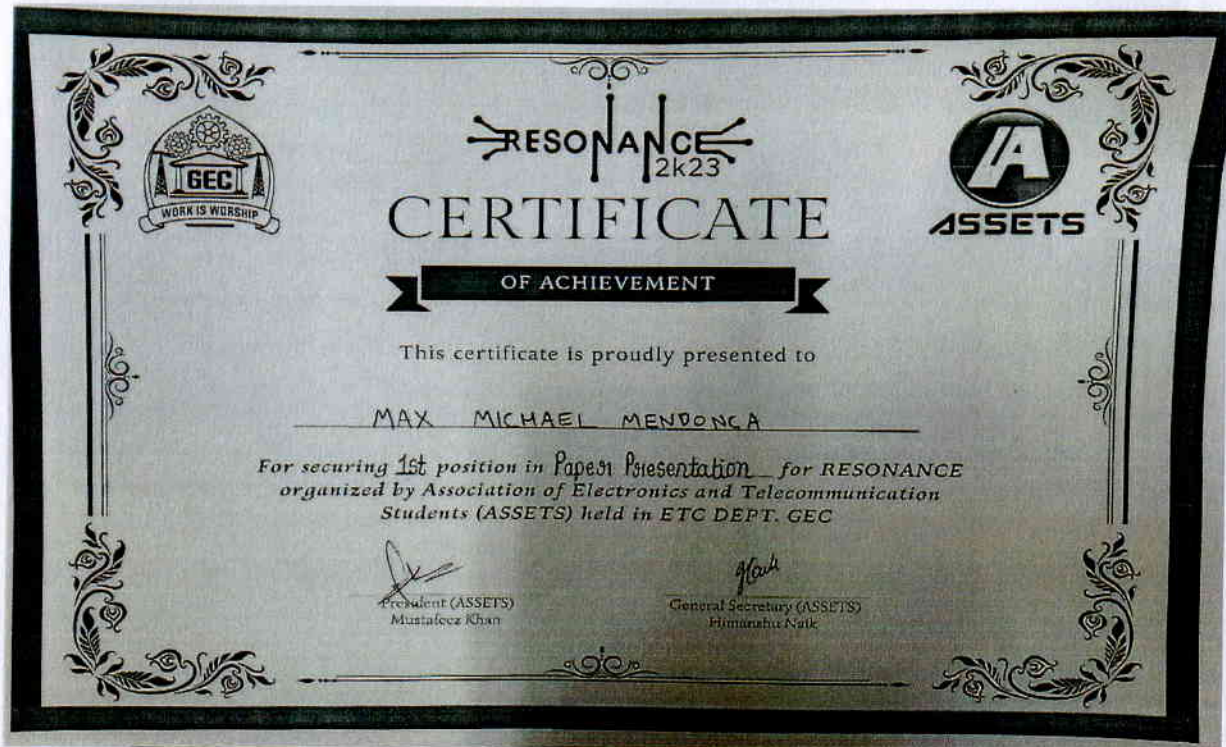 RESONANCE
2k23
GEC
WORK IS WORSHIP
ASSETS
CERTIFICATE
OF ACHIEVEMENT
This certificate is proudly presented to
MAX MICHAEL MENDONCA
For securing 1st position in Paper Presentation for RESONANCE
organized by Association of Electronics and Telecommunication
Students (ASSETS) held in ETC DEPT. GEC
President (ASSETS)
Mustafeez Khan
General Secretary (ASSETS)
Himanshu Naik